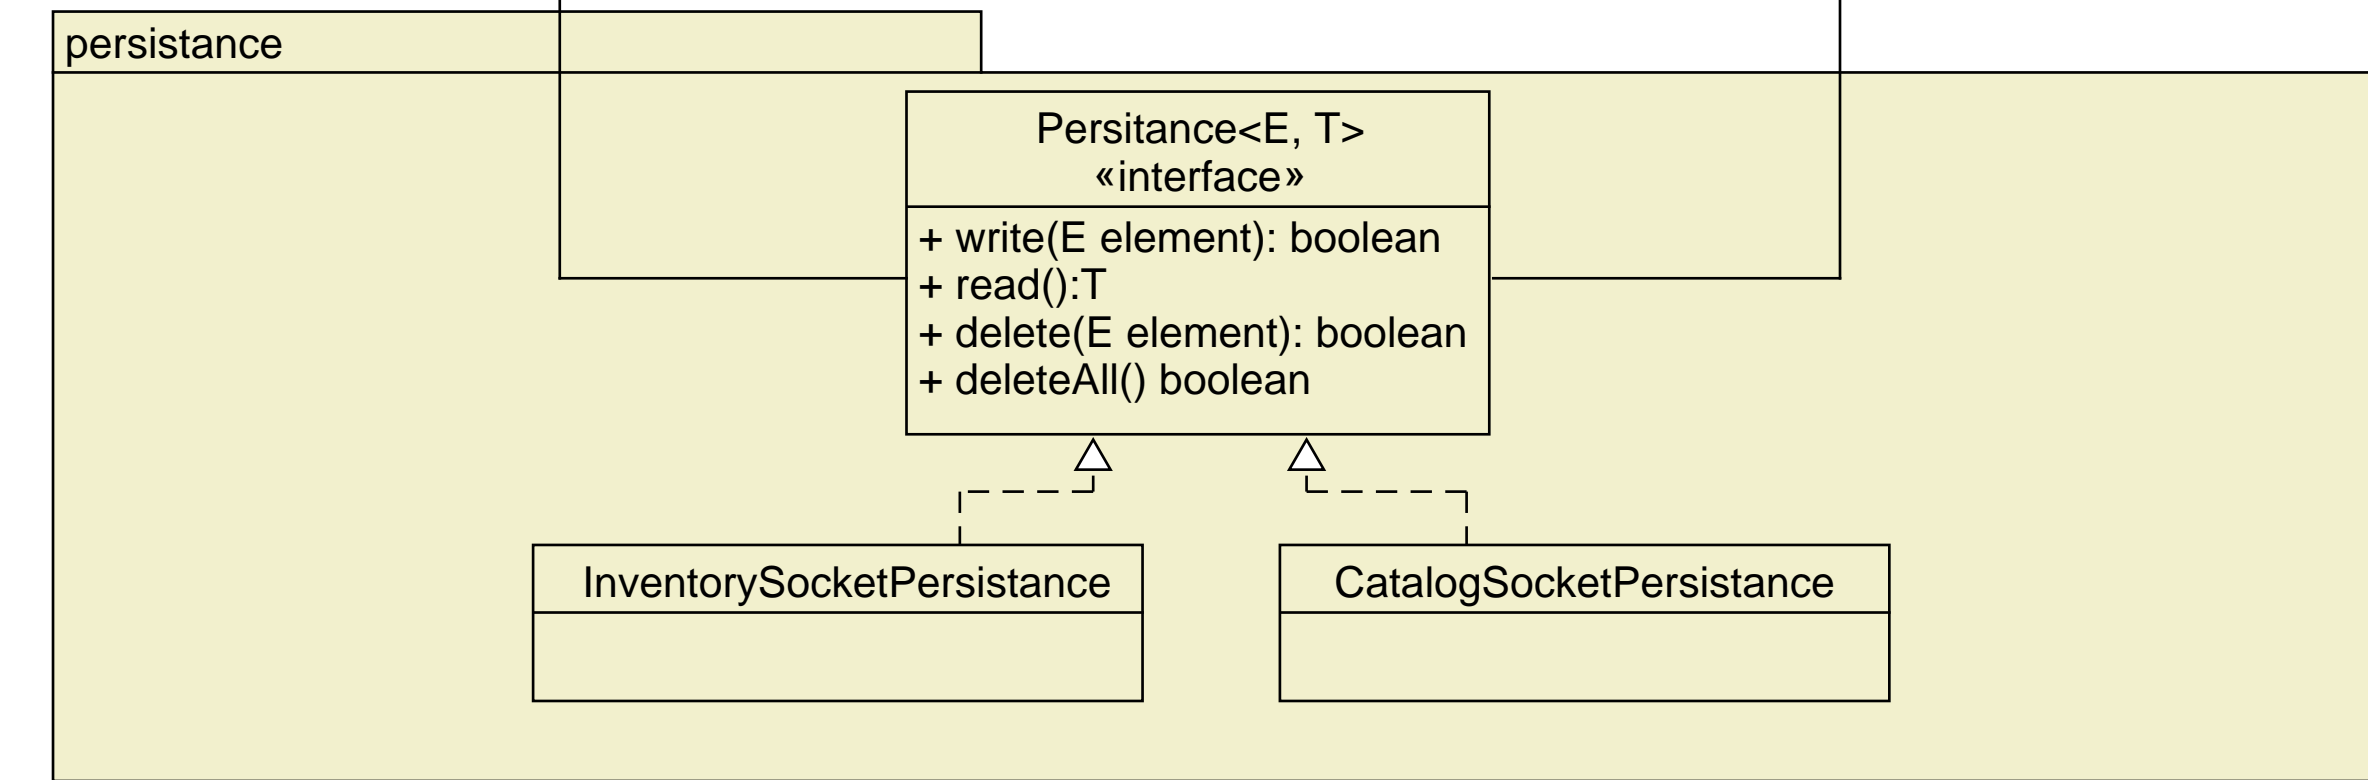 persistance
Persitance<E, T>
«interface»
+ write(E element): boolean
+ read():T
+ delete(E element): boolean
+ deleteAll() boolean
InventorySocketPersistance
CatalogSocketPersistance